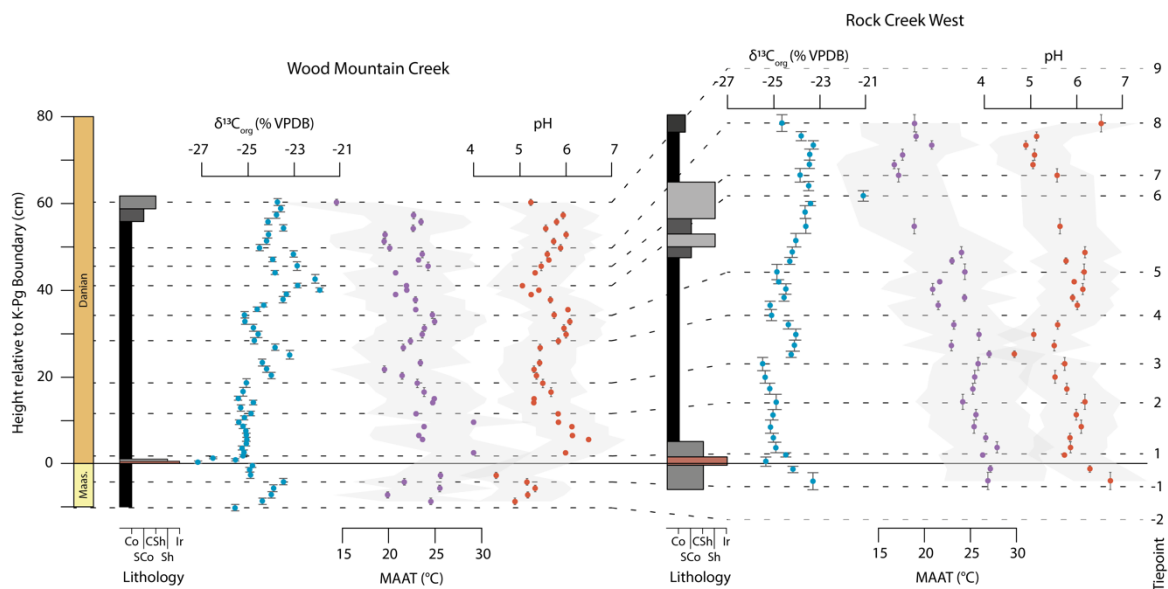 Rock Creek West
Wood Mountain Creek
δ¹³Corg (% VPDB)
pH
9
-27 -25 -23 -21
4 5 6 7
80
δ¹³Corg (% VPDB)
pH
8
-27 -25 -23 -21
4 5 6 7
7
6
60
5
40
4
3
20
2
1
0
-1
-2
Height relative to K-Pg Boundary (cm)
Danian
Maas.
Co CSh Ir
SCo Sh
Lithology
15 20 25 30
MAAT (°C)
Co CSh Ir
SCo Sh
Lithology
15 20 25 30
MAAT (°C)
Tiepoint